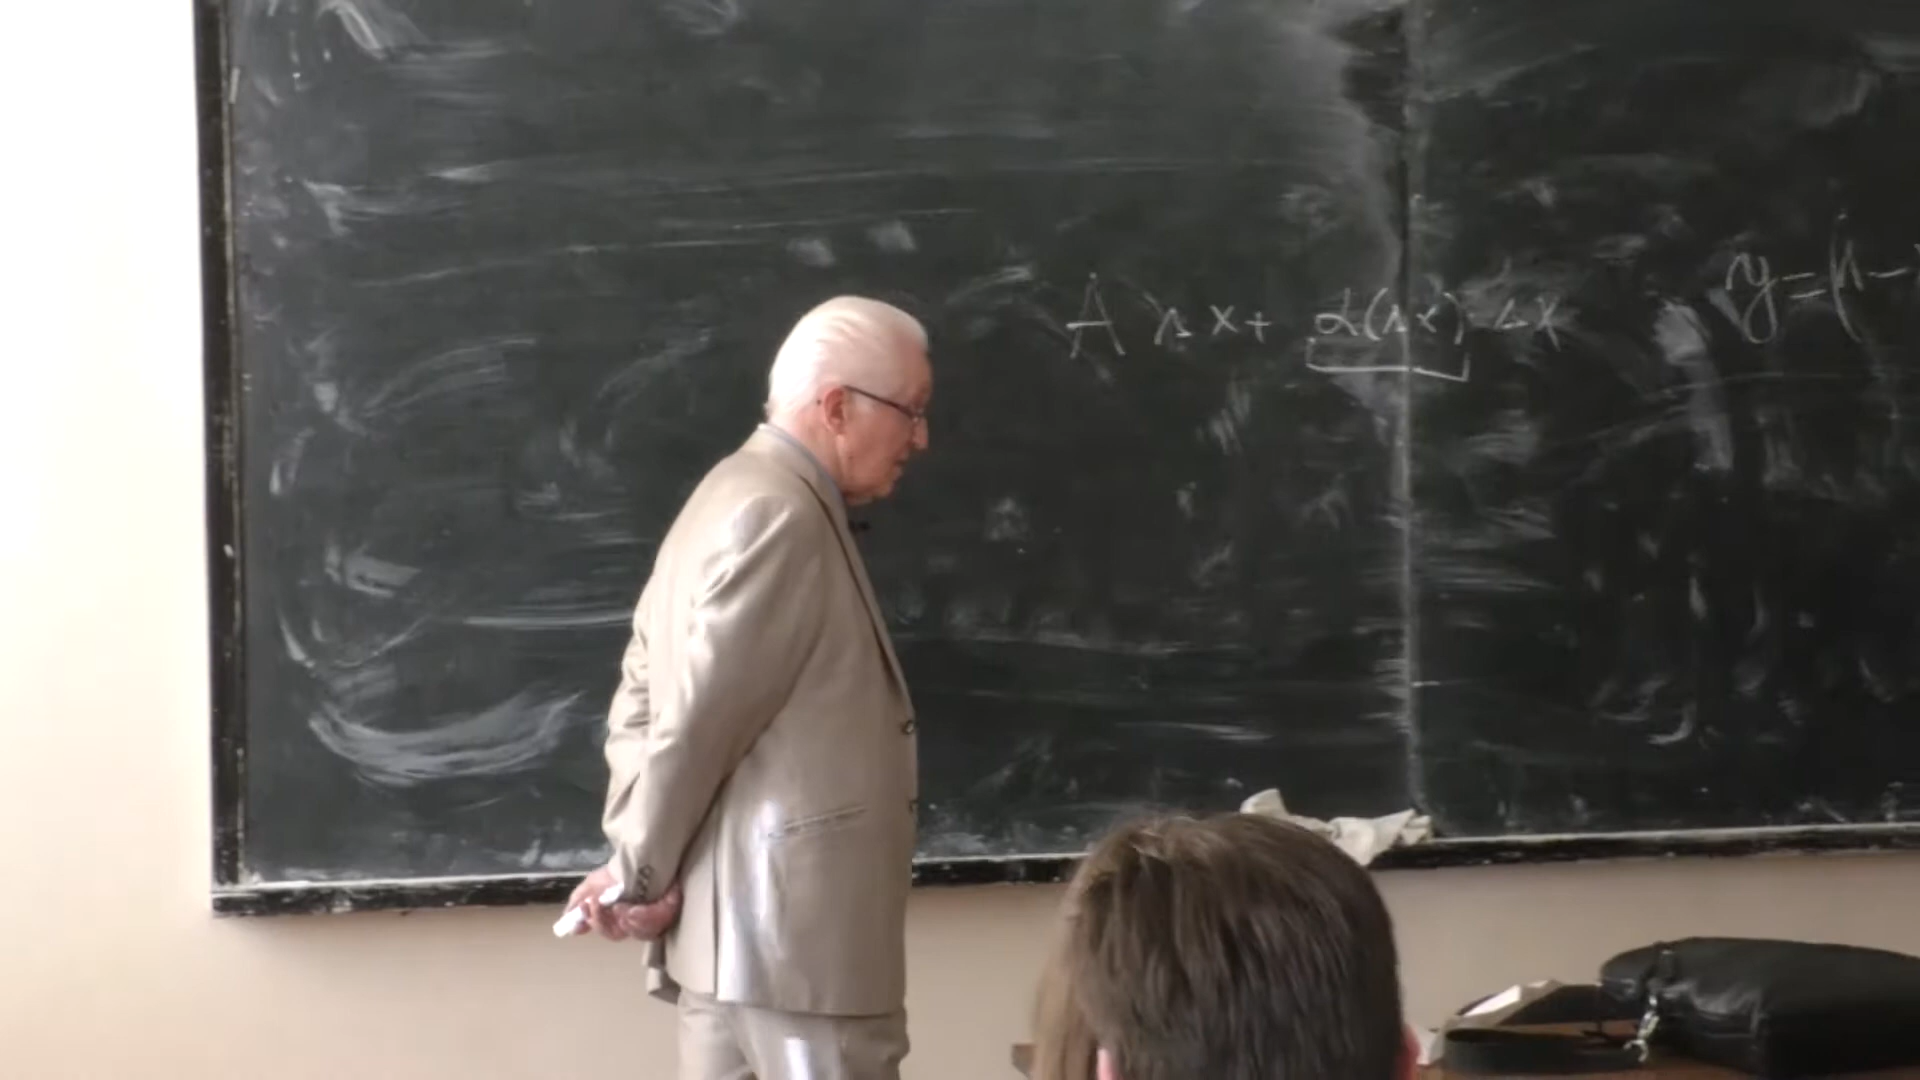 A Δx + α(Δx) · Δx
y =